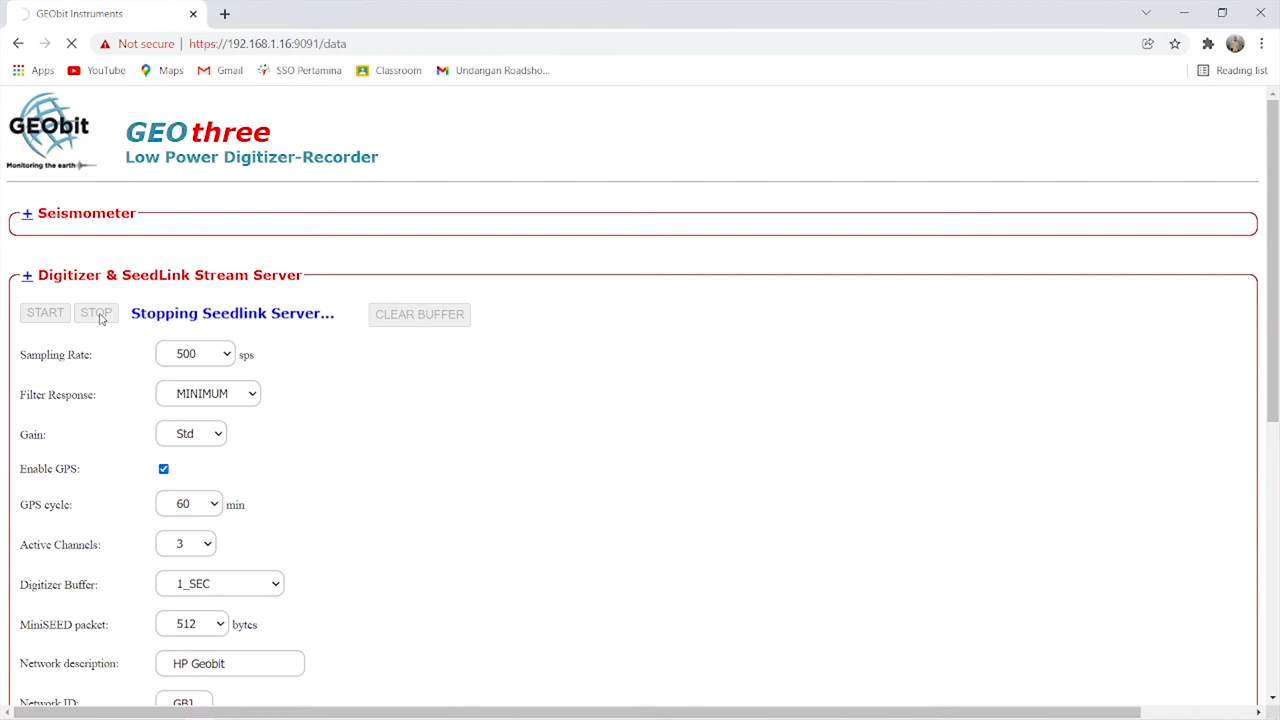 GEObit Instruments
Not secure | https://192.168.1.16:9091/data
Apps YouTube Maps Gmail SSO Pertamina Classroom Undangan Roadsho... Reading list
GEObit
Monitoring the earth
GEOthree
Low Power Digitizer-Recorder
+ Seismometer
+ Digitizer & SeedLink Stream Server
START STOP Stopping Seedlink Server... CLEAR BUFFER
Sampling Rate: 500 sps
Filter Response: MINIMUM
Gain: Std
Enable GPS:
GPS cycle: 60 min
Active Channels: 3
Digitizer Buffer: 1_SEC
MiniSEED packet: 512 bytes
Network description: HP Geobit
Network ID: